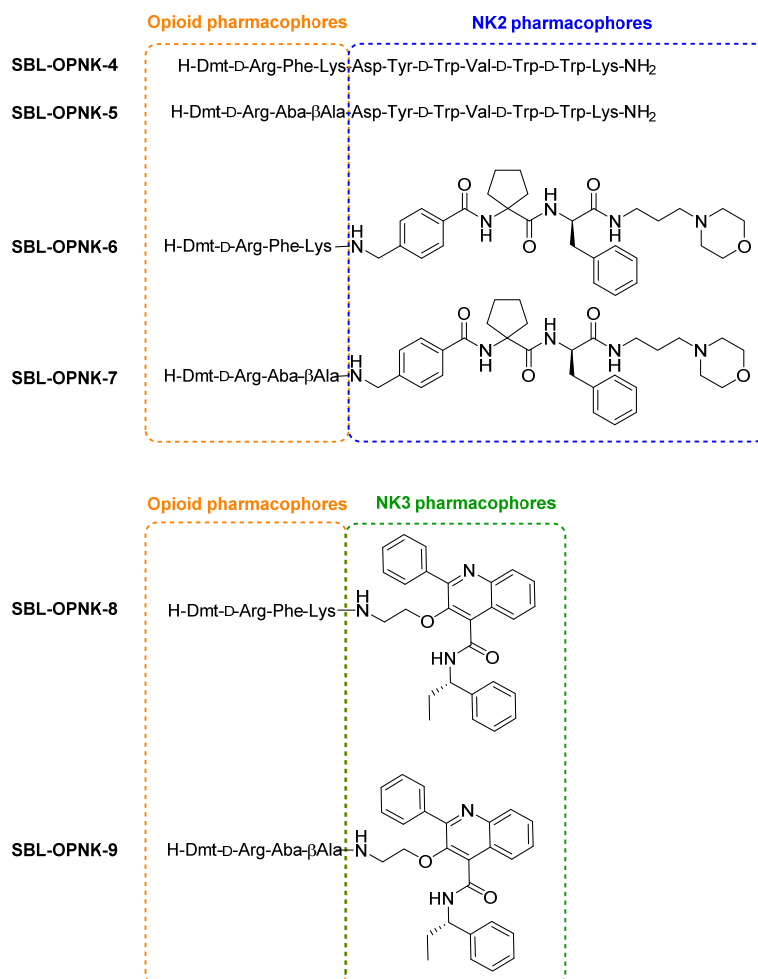 Opioid pharmacophores NK2 pharmacophores
SBL-OPNK-4 H-Dmt-D-Arg-Phe-Lys-Asp-Tyr-D-Trp-Val-D-Trp-D-Trp-Lys-NH2
SBL-OPNK-5 H-Dmt-D-Arg-Aba-βAla-Asp-Tyr-D-Trp-Val-D-Trp-D-Trp-Lys-NH2
O H N O
SBL-OPNK-6 H-Dmt-D-Arg-Phe-Lys H N N H O N H N O
O H N O
SBL-OPNK-7 H-Dmt-D-Arg-Aba-βAla H N N H O N H N O
Opioid pharmacophores NK3 pharmacophores
N
SBL-OPNK-8 H-Dmt-D-Arg-Phe-Lys H N O
HN O
N
SBL-OPNK-9 H-Dmt-D-Arg-Aba-βAla H N O
HN O